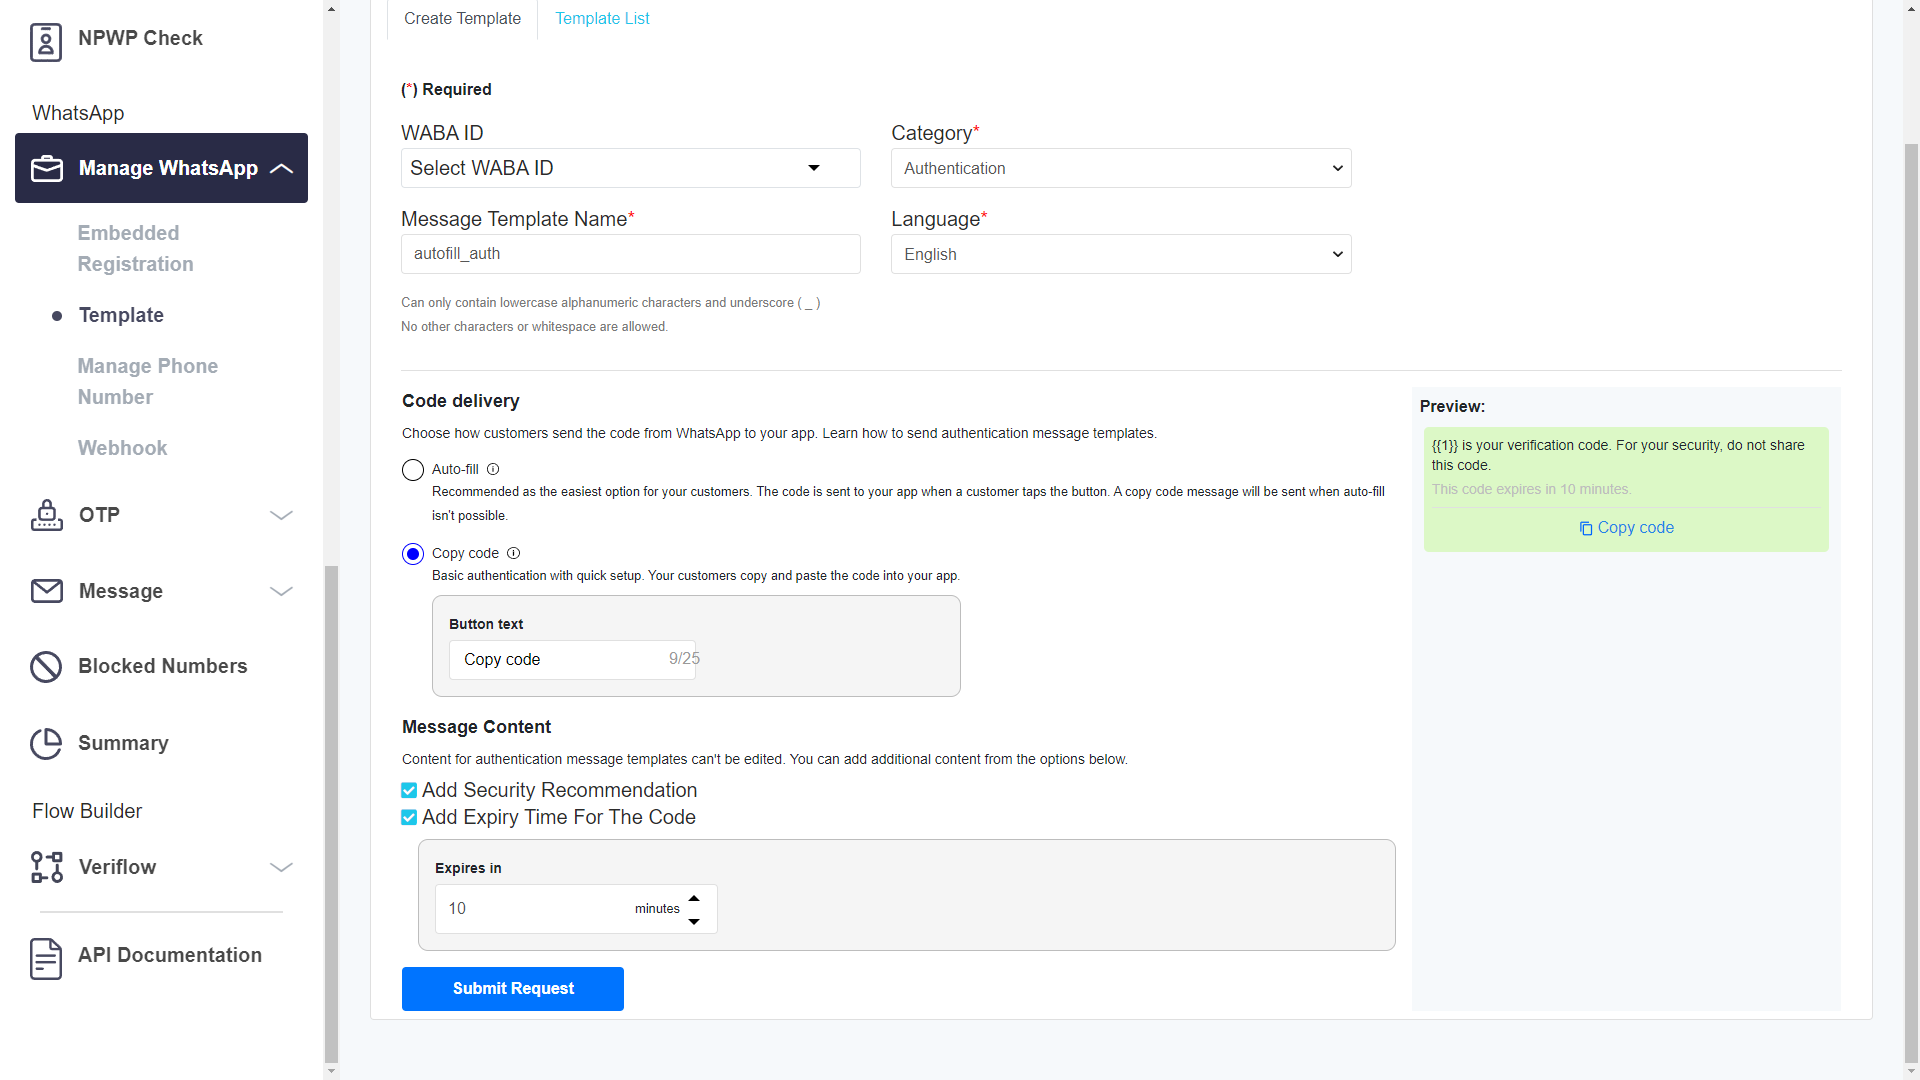 NPWP Check
WhatsApp
Manage WhatsApp
Embedded
Registration
Template
Manage Phone
Number
Webhook
OTP
Message
Blocked Numbers
Summary
Flow Builder
Veriflow
API Documentation
Create Template
Template List
(*) Required
WABA ID
Select WABA ID
Category*
Authentication
Message Template Name*
autofill_auth
Language*
English
Can only contain lowercase alphanumeric characters and underscore ( _ )
No other characters or whitespace are allowed.
Code delivery
Choose how customers send the code from WhatsApp to your app. Learn how to send authentication message templates.
Auto-fill
Recommended as the easiest option for your customers. The code is sent to your app when a customer taps the button. A copy code message will be sent when auto-fill
isn't possible.
Copy code
Basic authentication with quick setup. Your customers copy and paste the code into your app.
Button text
Copy code 9/25
Message Content
Content for authentication message templates can't be edited. You can add additional content from the options below.
Add Security Recommendation
Add Expiry Time For The Code
Expires in
10 minutes
Submit Request
Preview:
{{1}} is your verification code. For your security, do not share
this code.
This code expires in 10 minutes.
Copy code